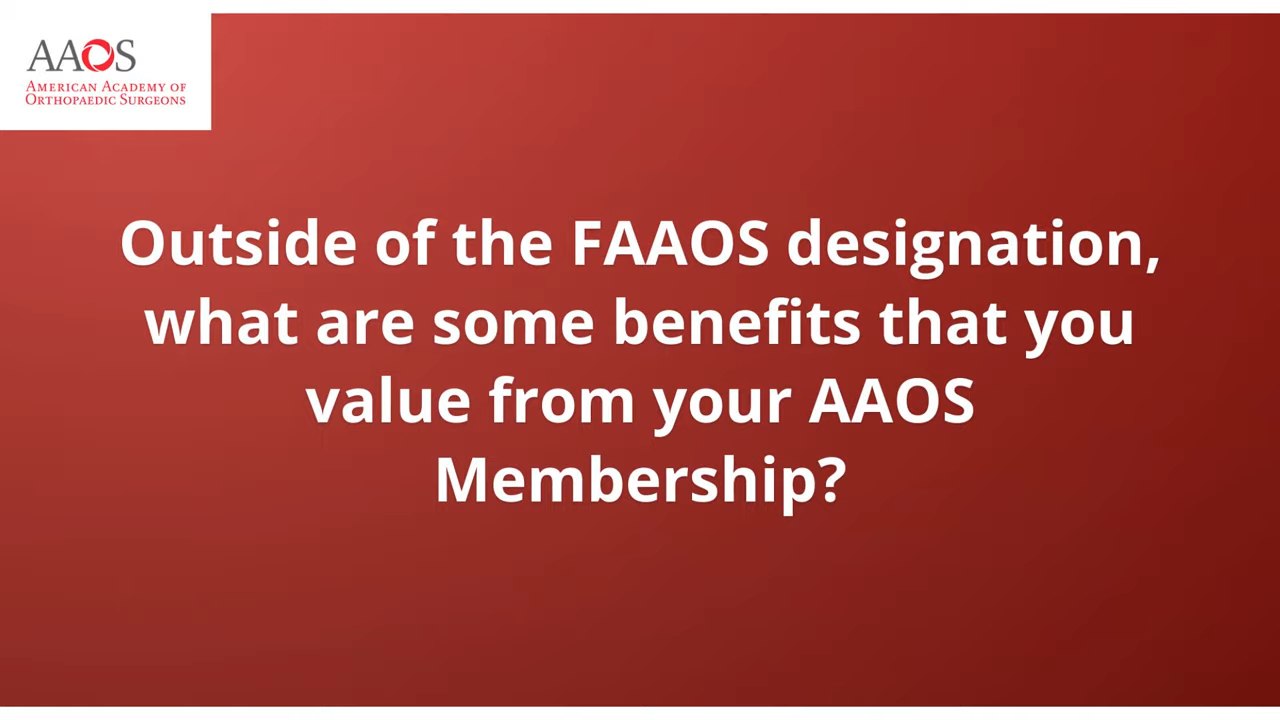 AAOS
AMERICAN ACADEMY OF
ORTHOPAEDIC SURGEONS
Outside of the FAAOS designation,
what are some benefits that you
value from your AAOS
Membership?